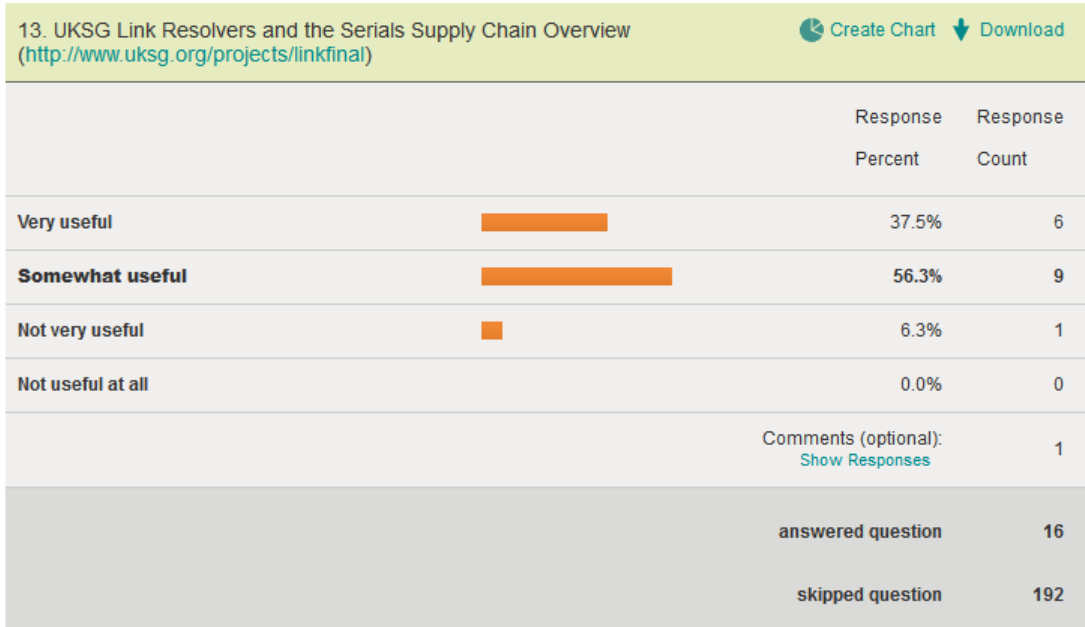 13. UKSG Link Resolvers and the Serials Supply Chain Overview
(http://www.uksg.org/projects/linkfinal)
Create Chart Download
Response Response
Percent Count
Very useful 37.5% 6
Somewhat useful 56.3% 9
Not very useful 6.3% 1
Not useful at all 0.0% 0
Comments (optional):
Show Responses 1
answered question 16
skipped question 192